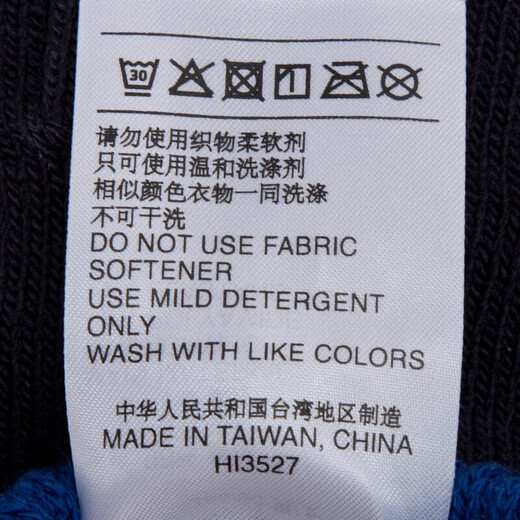 30
请勿使用织物柔软剂
只可使用温和洗涤剂
相似颜色衣物一同洗涤
不可干洗
DO NOT USE FABRIC
SOFTENER
USE MILD DETERGENT
ONLY
WASH WITH LIKE COLORS
中华人民共和国台湾地区制造
MADE IN TAIWAN, CHINA
HI3527